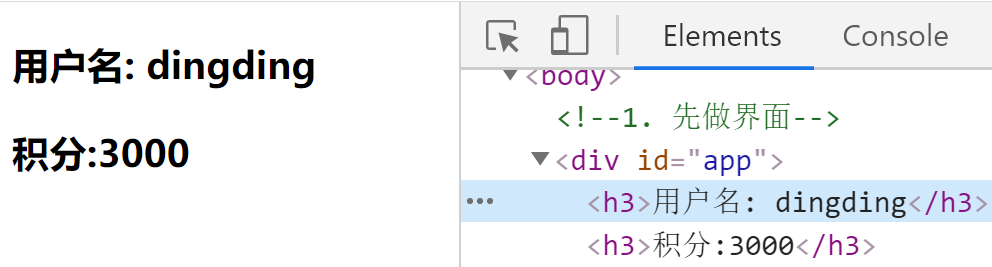 用户名: dingding
积分:3000
Elements Console
<body>
<!--1. 先做界面-->
<div id="app">
<h3>用户名: dingding</h3>
<h3>积分:3000</h3>